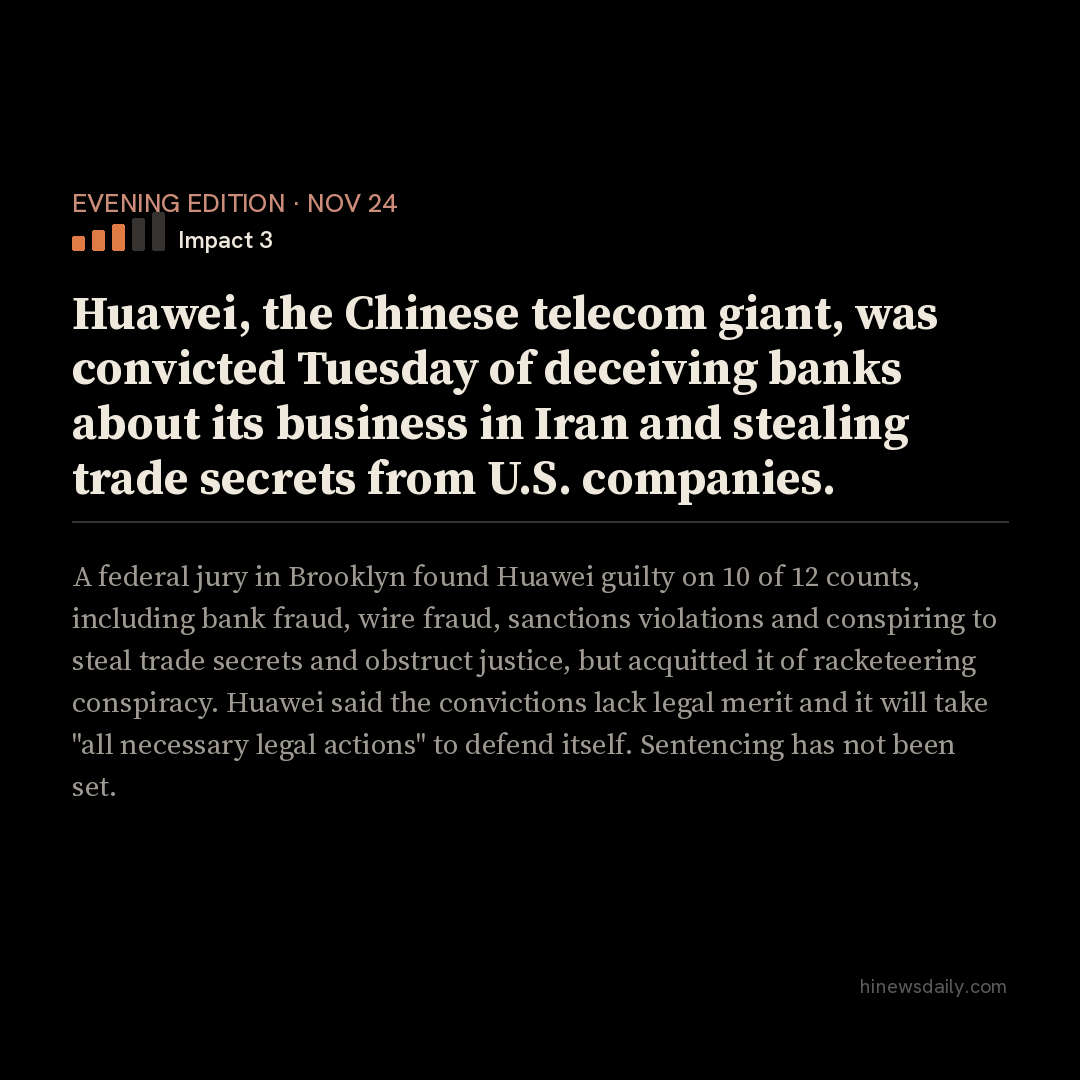 EVENING EDITION · NOV 24
Impact 3
Huawei, the Chinese telecom giant, was
convicted Tuesday of deceiving banks
about its business in Iran and stealing
trade secrets from U.S. companies.
A federal jury in Brooklyn found Huawei guilty on 10 of 12 counts,
including bank fraud, wire fraud, sanctions violations and conspiring to
steal trade secrets and obstruct justice, but acquitted it of racketeering
conspiracy. Huawei said the convictions lack legal merit and it will take
"all necessary legal actions" to defend itself. Sentencing has not been
set.
hinewsdaily.com